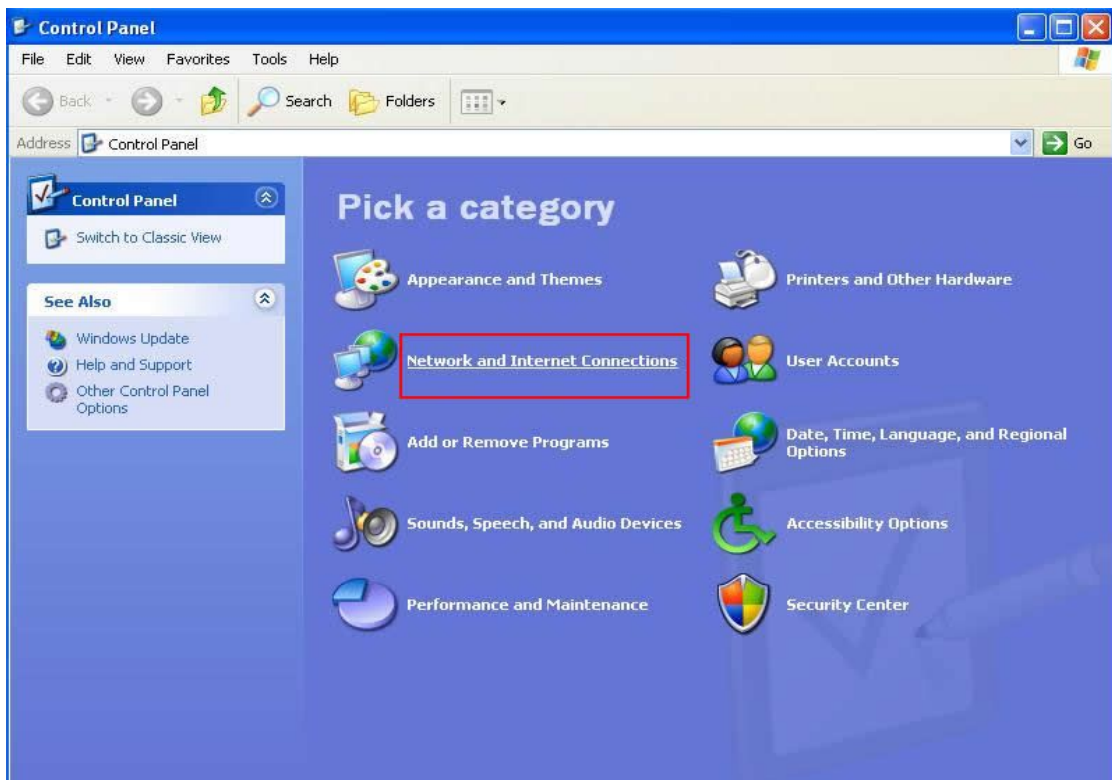 Control Panel
File Edit View Favorites Tools Help
Back Search Folders
Address Control Panel Go
Control Panel
Switch to Classic View
See Also
Windows Update
Help and Support
Other Control Panel
Options
Pick a category
Appearance and Themes
Printers and Other Hardware
Network and Internet Connections
User Accounts
Add or Remove Programs
Date, Time, Language, and Regional
Options
Sounds, Speech, and Audio Devices
Accessibility Options
Performance and Maintenance
Security Center